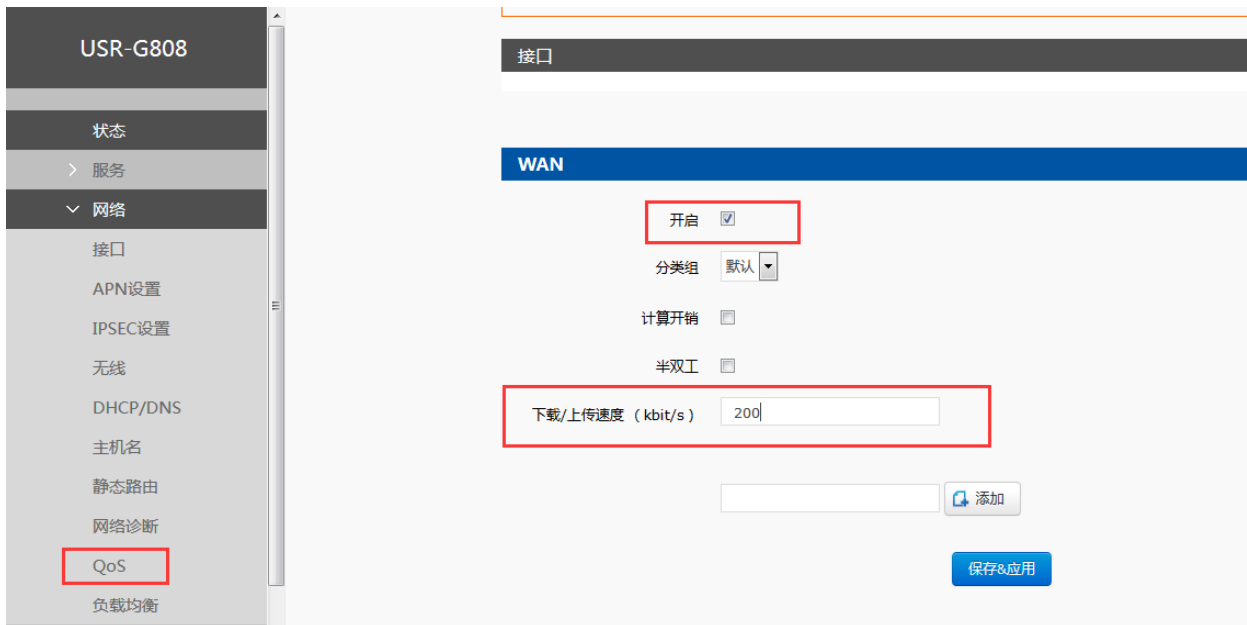 USR-G808
状态
服务
网络
接口
APN设置
IPSEC设置
无线
DHCP/DNS
主机名
静态路由
网络诊断
QoS
负载均衡
接口
WAN
开启
分类组 默认
计算开销
半双工
下载/上传速度 （kbit/s） 200
添加
保存&应用